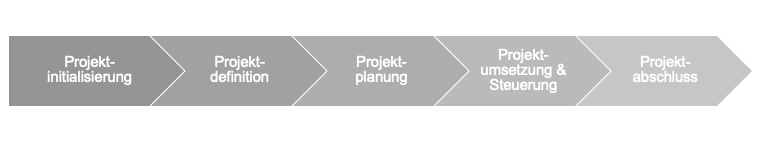 Projekt-
initialisierung
Projekt-
definition
Projekt-
planung
Projekt-
umsetzung &
Steuerung
Projekt-
abschluss